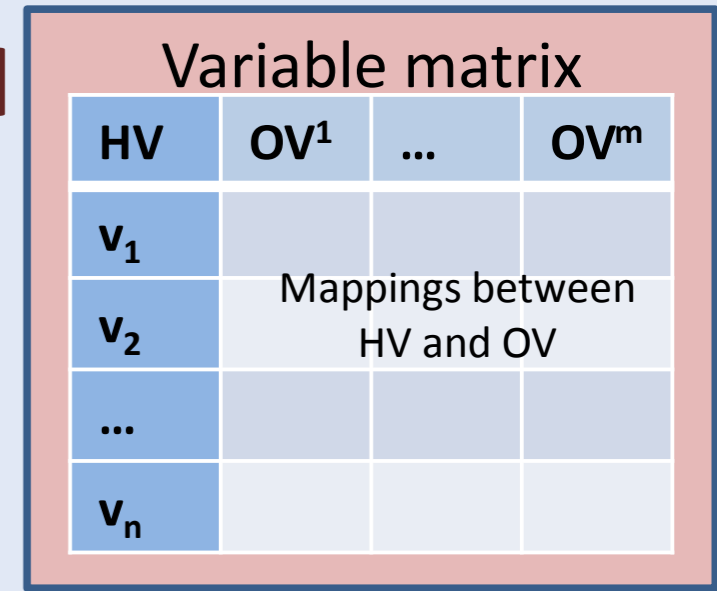 Variable matrix
HV OV¹ ... OVᵐ
v₁
v₂
Mappings between
HV and OV
...
vₙ